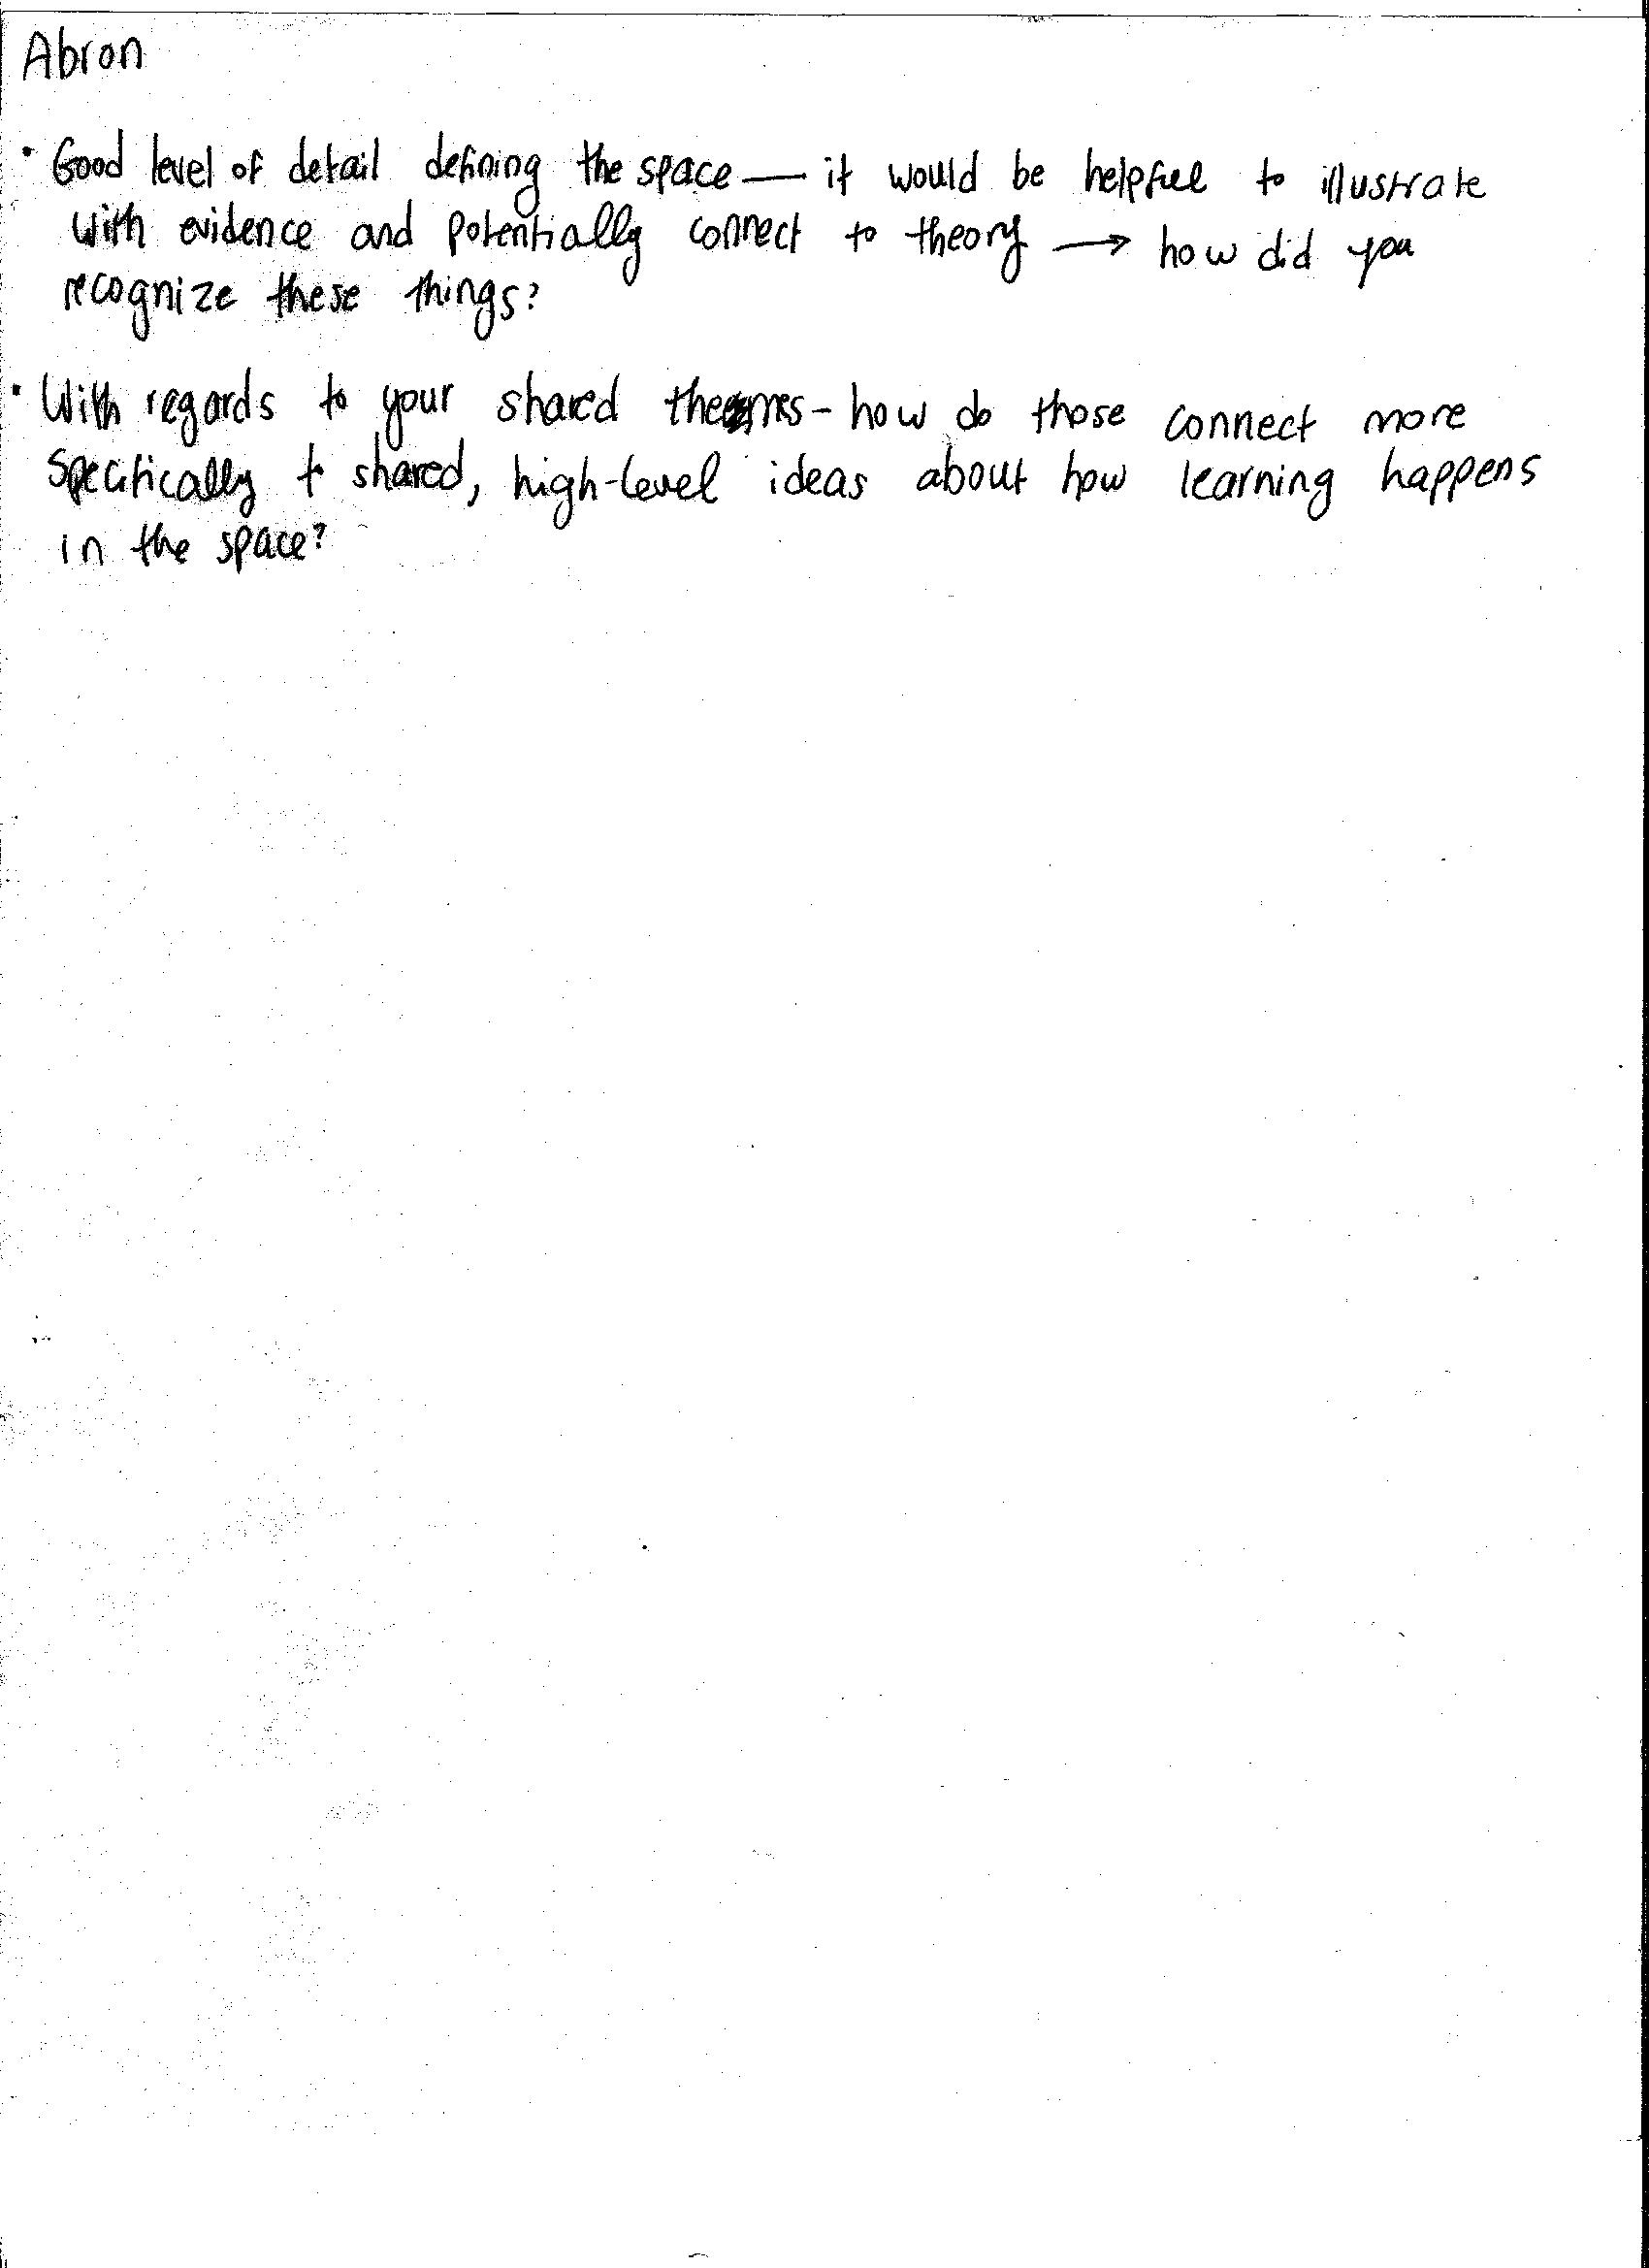 Abron
• Good level of detail defining the space — it would be helpful to illustrate
with evidence and potentially connect to theory → how did you
recognize these things?
• With regards to your shared themes - how do those connect more
specifically to shared, high-level ideas about how learning happens
in the space?